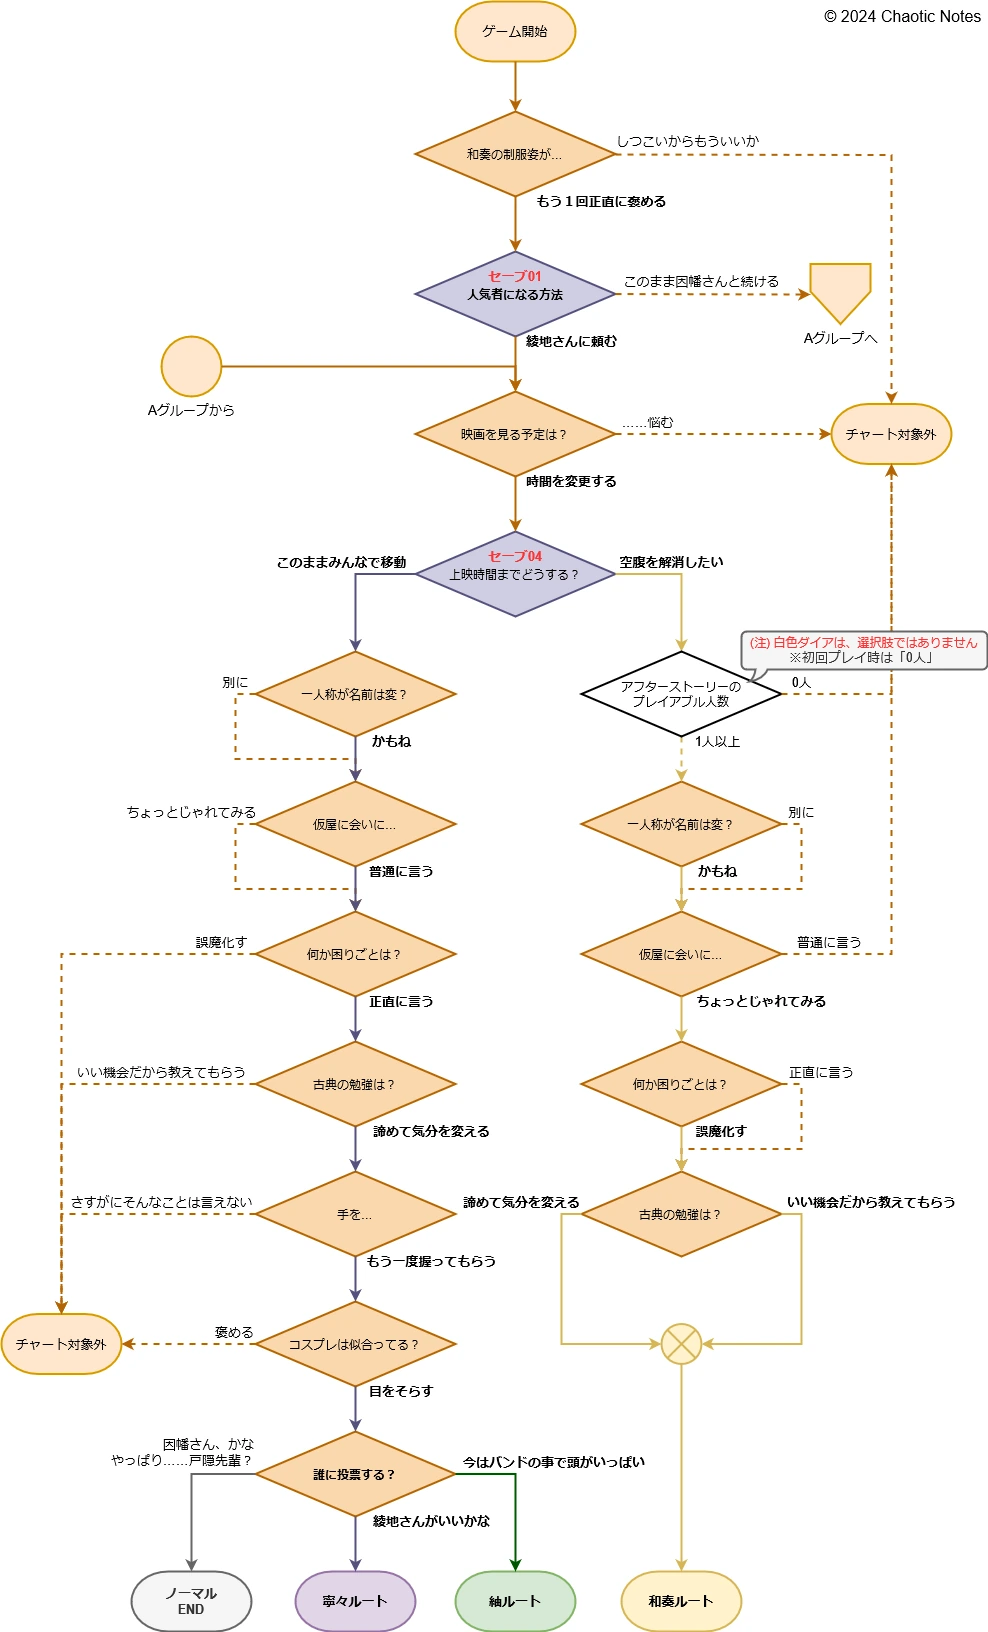 © 2024 Chaotic Notes
ゲーム開始
和奏の制服姿が...
しつこいからもういいか
もう１回正直に褒める
セーブ01
人気者になる方法
このまま因幡さんと続ける
Aグループへ
綾地さんに頼む
Aグループから
映画を見る予定は？
……悩む
チャート対象外
時間を変更する
このままみんなで移動
セーブ04
上映時間までどうする？
空腹を解消したい
(注) 白色ダイアは、選択肢ではありません
※初回プレイ時は「0人」
別に
一人称が名前は変？
かもね
アフターストーリーの
プレイアブル人数
0人
1人以上
ちょっとじゃれてみる
仮屋に会いに...
普通に言う
一人称が名前は変？
別に
かもね
誤魔化す
何か困りごとは？
正直に言う
仮屋に会いに...
普通に言う
ちょっとじゃれてみる
いい機会だから教えてもらう
古典の勉強は？
諦めて気分を変える
何か困りごとは？
正直に言う
誤魔化す
さすがにそんなことは言えない
手を...
もう一度握ってもらう
諦めて気分を変える
古典の勉強は？
いい機会だから教えてもらう
チャート対象外
褒める
コスプレは似合ってる？
目をそらす
因幡さん、かな
やっぱり……戸隠先輩？
誰に投票する？
今はバンドの事で頭がいっぱい
綾地さんがいいかな
ノーマル
END
寧々ルート
紬ルート
和奏ルート